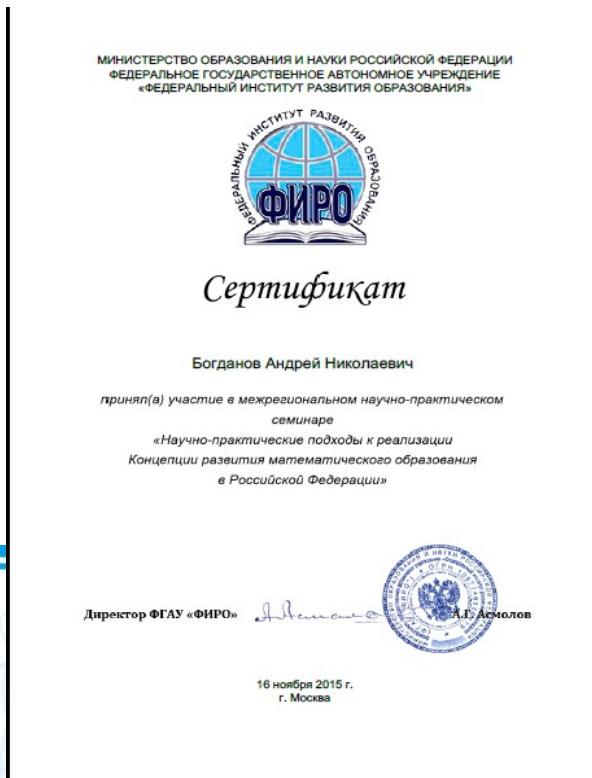 МИНИСТЕРСТВО ОБРАЗОВАНИЯ И НАУКИ РОССИЙСКОЙ ФЕДЕРАЦИИ
ФЕДЕРАЛЬНОЕ ГОСУДАРСТВЕННОЕ АВТОНОМНОЕ УЧРЕЖДЕНИЕ
«ФЕДЕРАЛЬНЫЙ ИНСТИТУТ РАЗВИТИЯ ОБРАЗОВАНИЯ»
ФЕДЕРАЛЬНЫЙ ИНСТИТУТ РАЗВИТИЯ ОБРАЗОВАНИЯ
ФИРО
Сертификат
Богданов Андрей Николаевич
принял(а) участие в межрегиональном научно-практическом
семинаре
«Научно-практические подходы к реализации
Концепции развития математического образования
в Российской Федерации»
Директор ФГАУ «ФИРО» А.Г. Асмолов
16 ноября 2015 г.
г. Москва